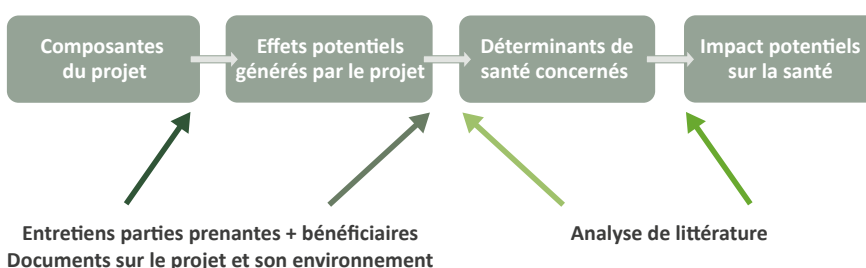 Composantes
du projet
Effets potentiels
générés par le projet
Déterminants de
santé concernés
Impact potentiels
sur la santé
Entretiens parties prenantes + bénéficiaires
Documents sur le projet et son environnement
Analyse de littérature